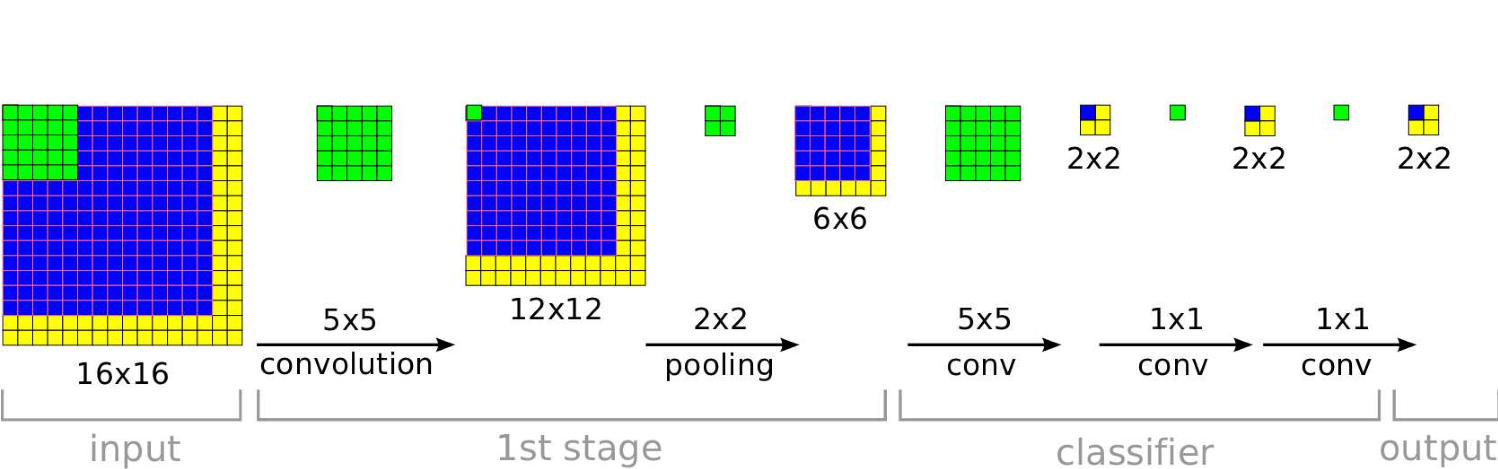 2x2
2x2
2x2
6x6
12x12
5x5
convolution
2x2
pooling
5x5
conv
1x1
conv
1x1
conv
16x16
input
1st stage
classifier
output